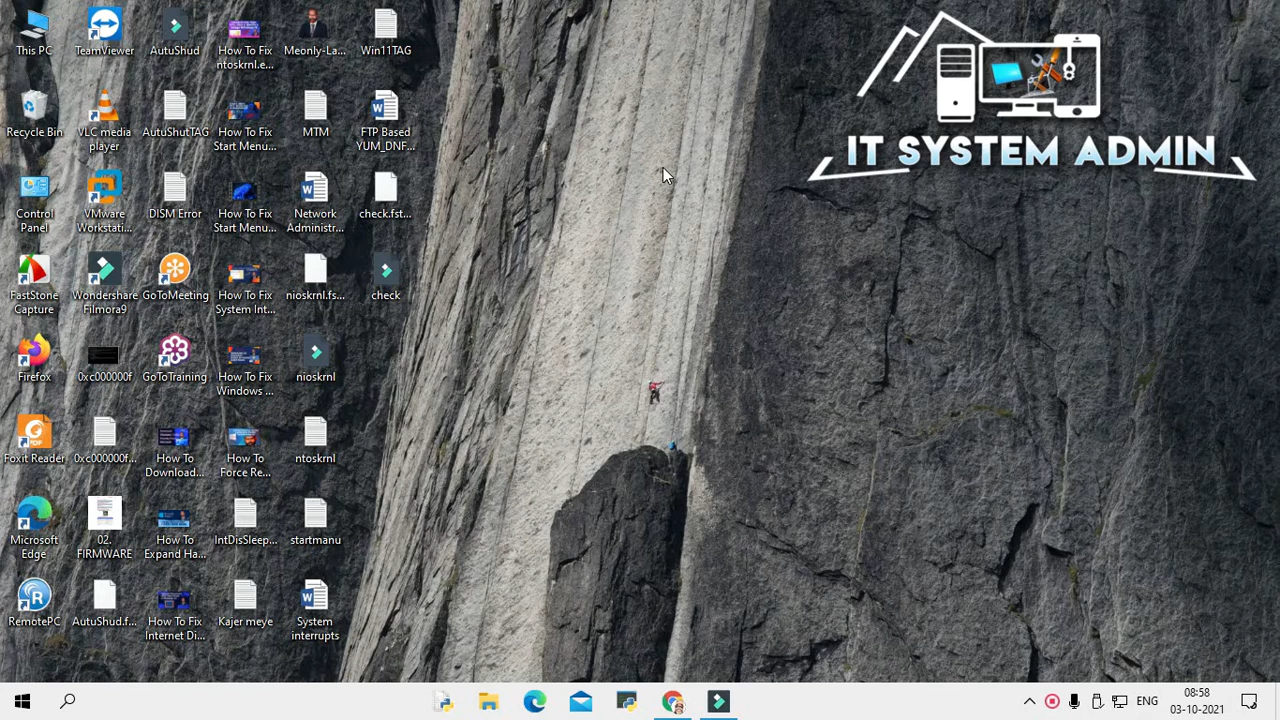 This PC
TeamViewer
AutuShud
How To Fix
ntoskrnl.e...
Meonly-La...
Win11TAG
IT SYSTEM ADMIN
Recycle Bin
VLC media
player
AutuShutTAG
How To Fix
Start Menu...
MTM
FTP Based
YUM_DNF...
Control
Panel
VMware
Workstati...
DISM Error
How To Fix
Start Menu...
Network
Administr...
check.fst...
FastStone
Capture
Wondershare
Filmora9
GoToMeeting
How To Fix
System Int...
nioskrnl.fs...
check
Firefox
0xc000000f
GoToTraining
How To Fix
Windows ...
nioskrnl
Foxit Reader
0xc000000f...
How To
Download...
How To
Force Re...
ntoskrnl
Microsoft
Edge
02.
FIRMWARE
How To
Expand Ha...
IntDisSleep...
startmanu
RemotePC
AutuShud.f...
How To Fix
Internet Di...
Kajer meye
System
interrupts
ENG
08:58
03-10-2021